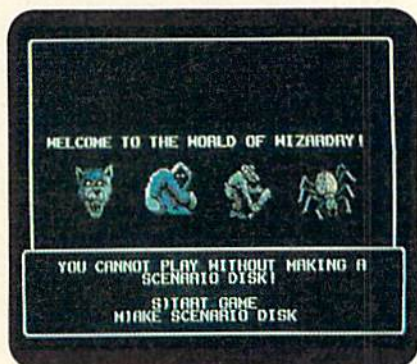 WELCOME TO THE WORLD OF WIZARDRY!
YOU CANNOT PLAY WITHOUT MAKING A
SCENARIO DISK!
S)TART GAME
M)AKE SCENARIO DISK